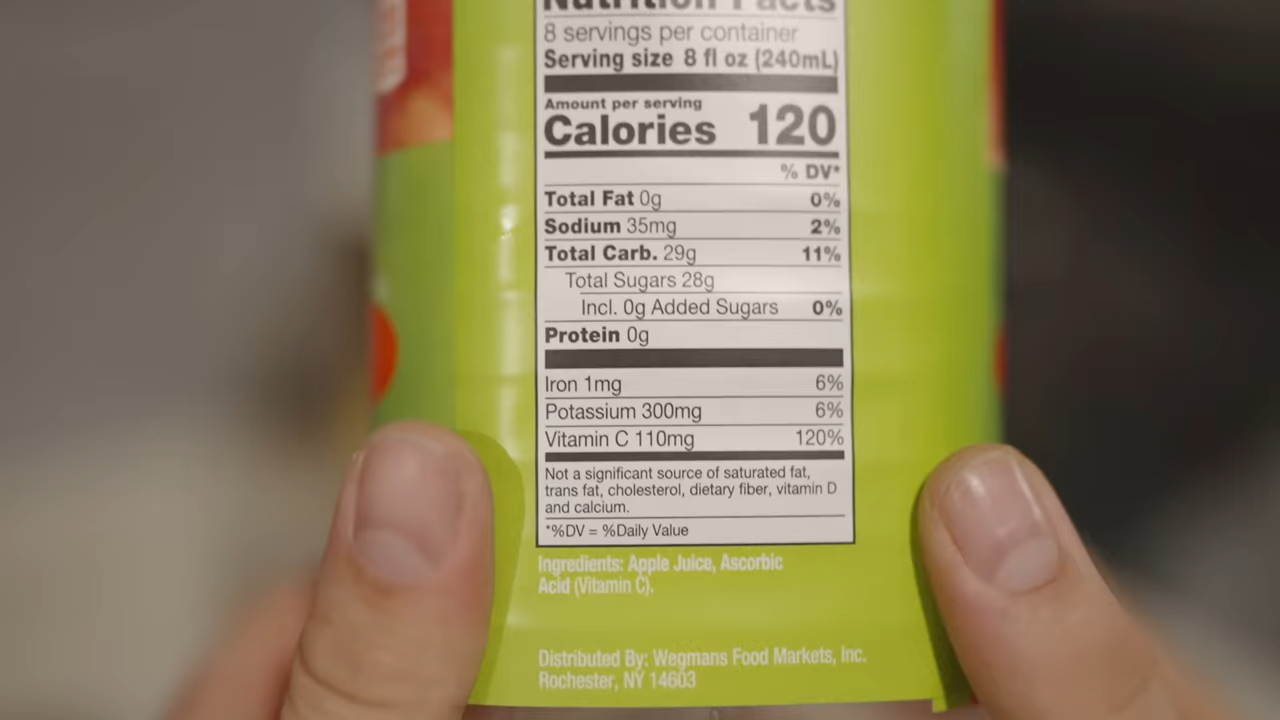 Nutrition Facts
8 servings per container
Serving size 8 fl oz (240mL)
Amount per serving
Calories 120
% DV*
Total Fat 0g 0%
Sodium 35mg 2%
Total Carb. 29g 11%
Total Sugars 28g
Incl. 0g Added Sugars 0%
Protein 0g
Iron 1mg 6%
Potassium 300mg 6%
Vitamin C 110mg 120%
Not a significant source of saturated fat,
trans fat, cholesterol, dietary fiber, vitamin D
and calcium.
*%DV = %Daily Value
Ingredients: Apple Juice, Ascorbic
Acid (Vitamin C).
Distributed By: Wegmans Food Markets, Inc.
Rochester, NY 14603